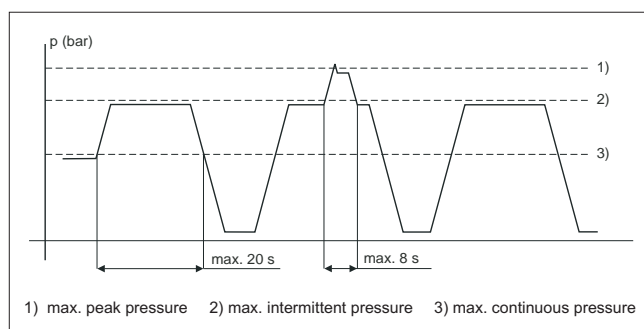 p (bar)
1)
2)
3)
max. 20 s
max. 8 s
1) max. peak pressure 2) max. intermittent pressure 3) max. continuous pressure